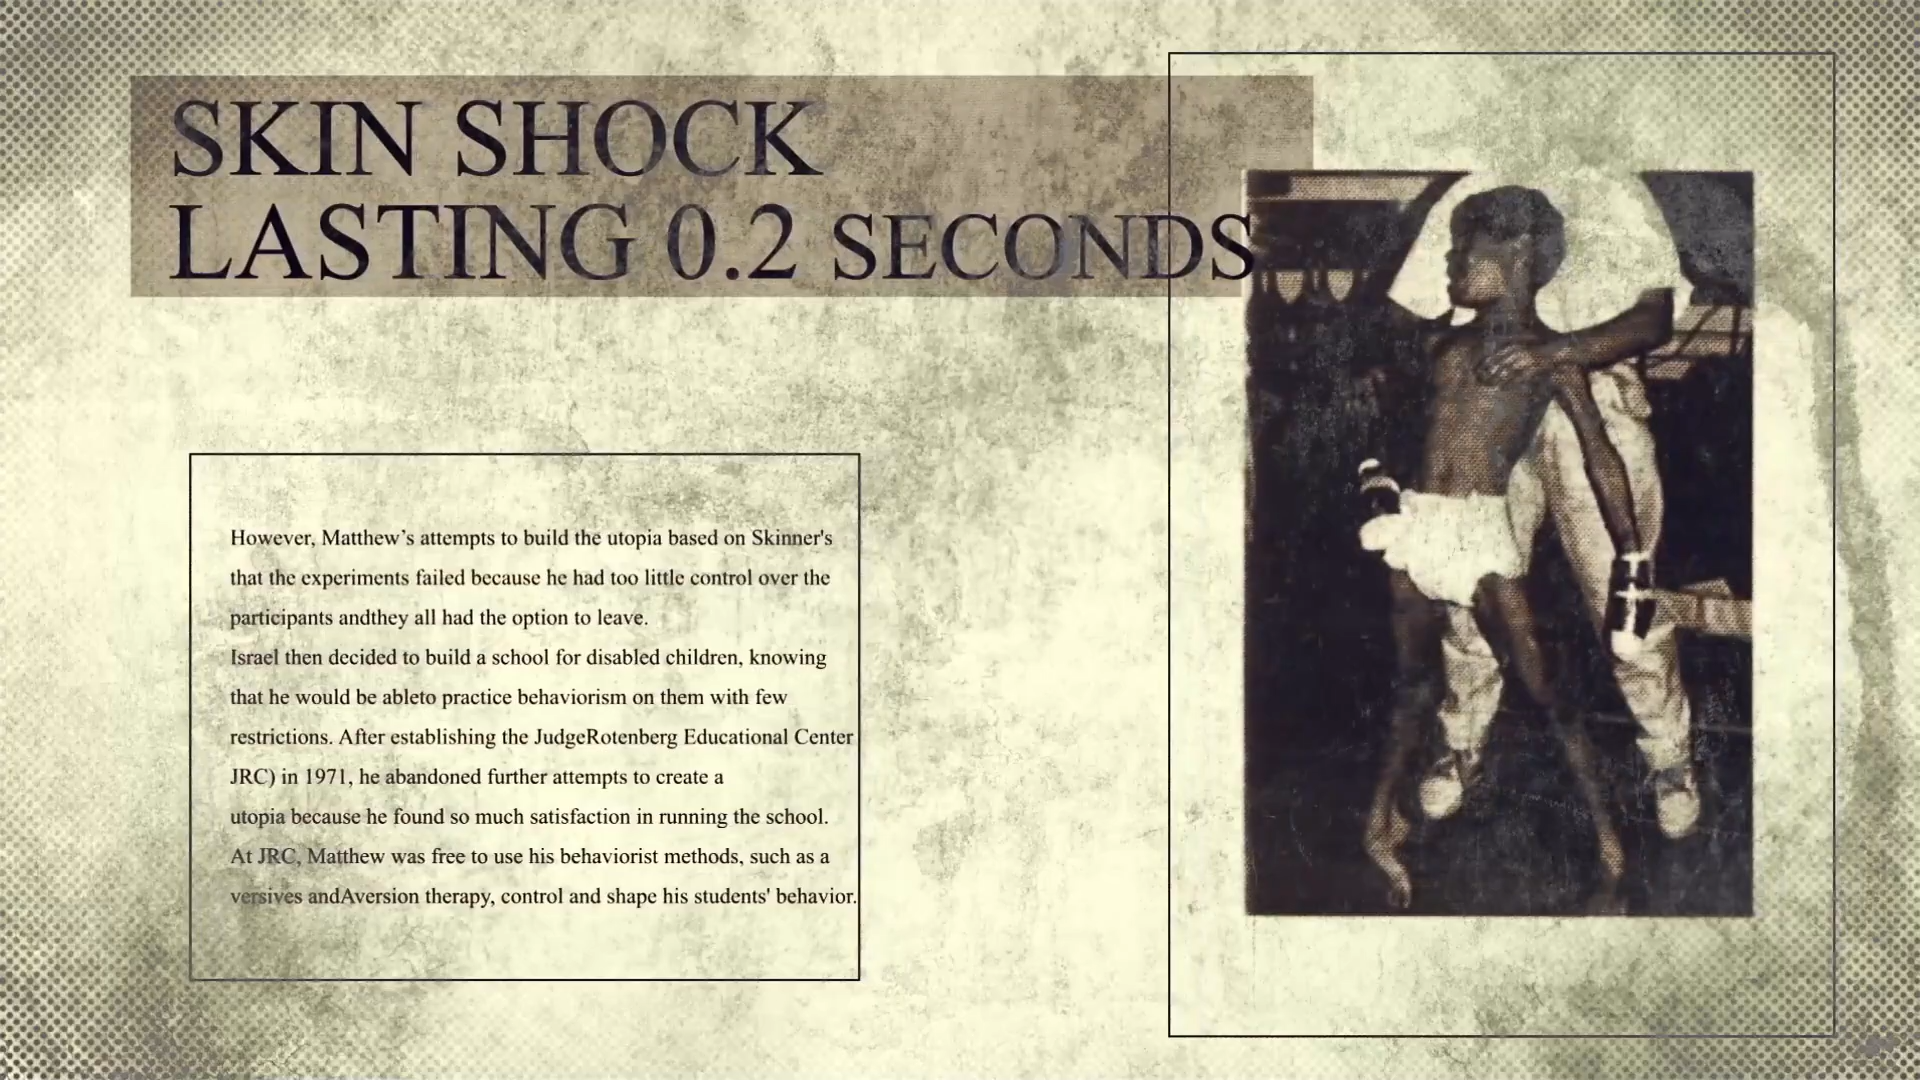 SKIN SHOCK
LASTING 0.2 SECONDS
However, Matthew’s attempts to build the utopia based on Skinner's
that the experiments failed because he had too little control over the
participants andthey all had the option to leave.
Israel then decided to build a school for disabled children, knowing
that he would be ableto practice behaviorism on them with few
restrictions. After establishing the JudgeRotenberg Educational Center
JRC) in 1971, he abandoned further attempts to create a
utopia because he found so much satisfaction in running the school.
At JRC, Matthew was free to use his behaviorist methods, such as a
versives andAversion therapy, control and shape his students' behavior.